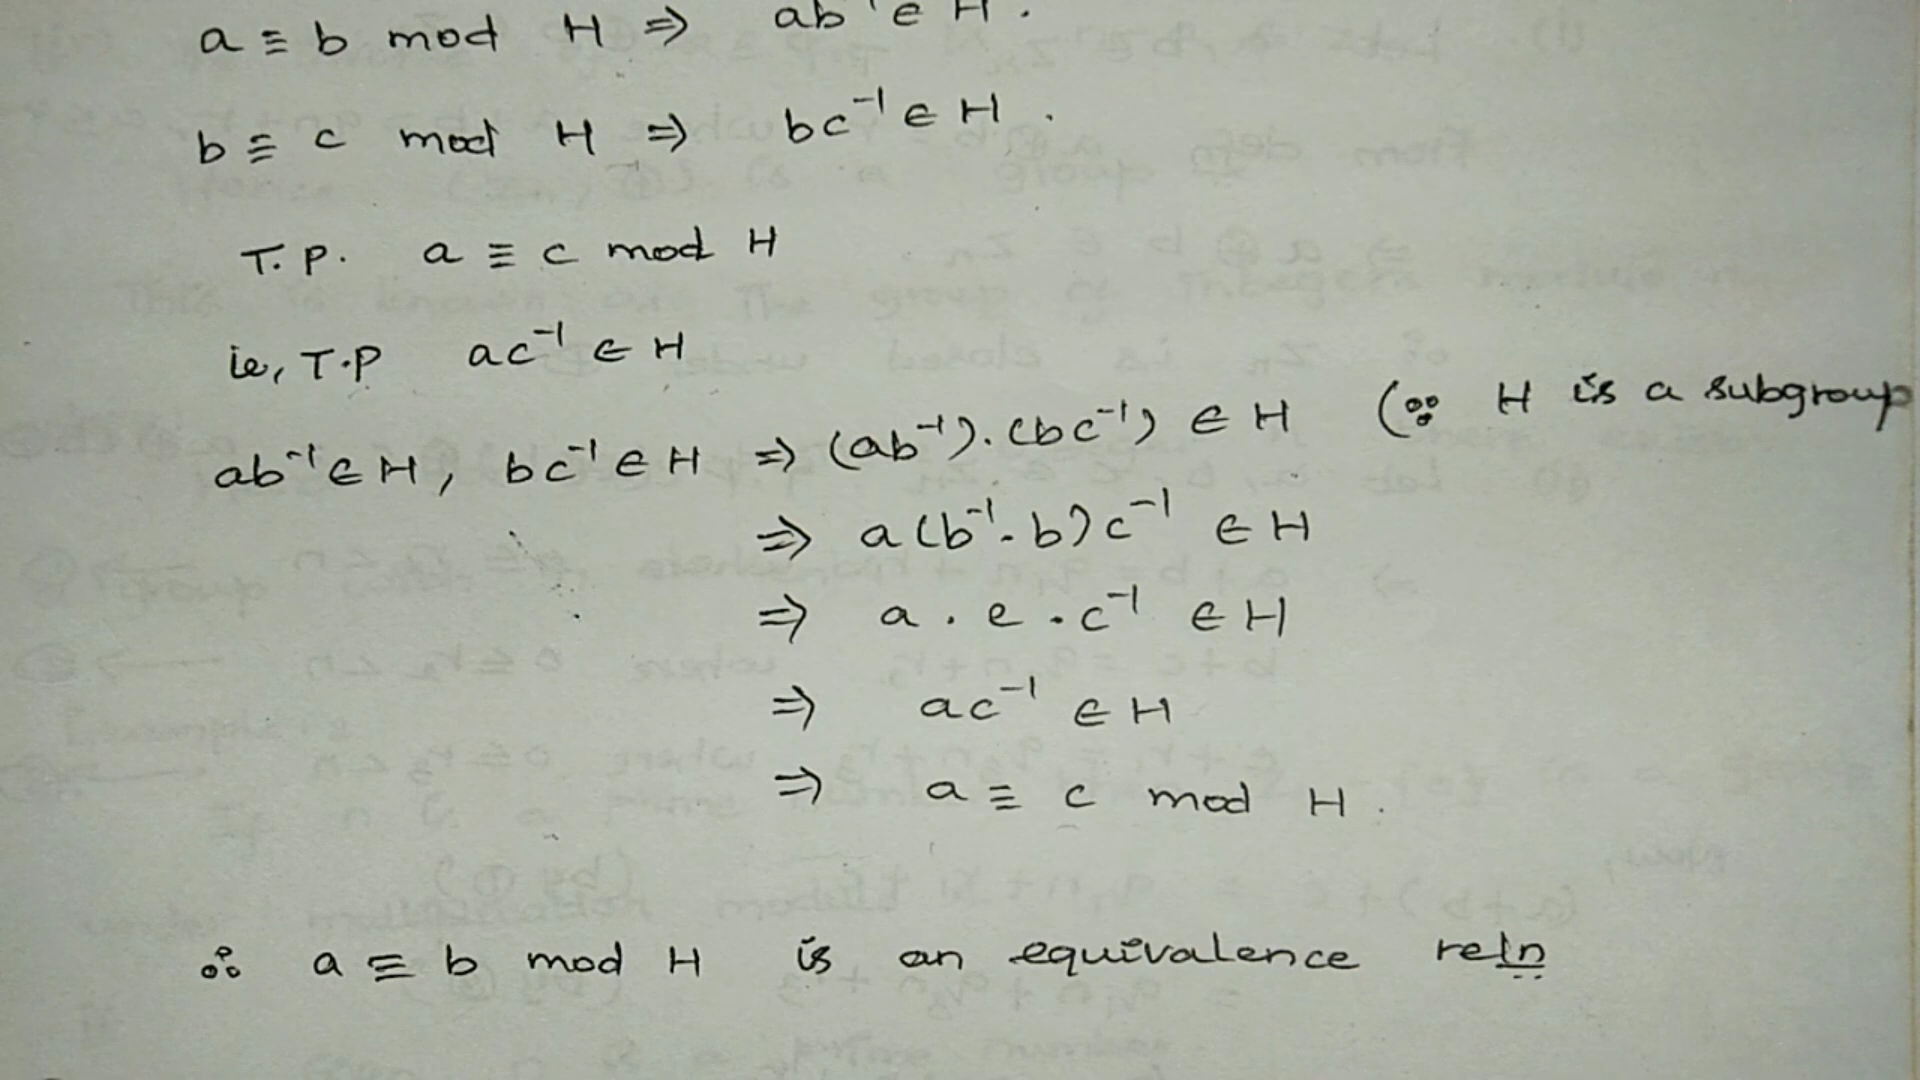 a ≡ b mod H ⇒ ab⁻¹ ∈ H.
b ≡ c mod H ⇒ bc⁻¹ ∈ H.
T.P. a ≡ c mod H
ie, T.P ac⁻¹ ∈ H
ab⁻¹ ∈ H, bc⁻¹ ∈ H ⇒ (ab⁻¹).(bc⁻¹) ∈ H (∵ H is a subgroup
⇒ a(b⁻¹.b)c⁻¹ ∈ H
⇒ a . e . c⁻¹ ∈ H
⇒ ac⁻¹ ∈ H
⇒ a ≡ c mod H.
∴ a ≡ b mod H is an equivalence reln